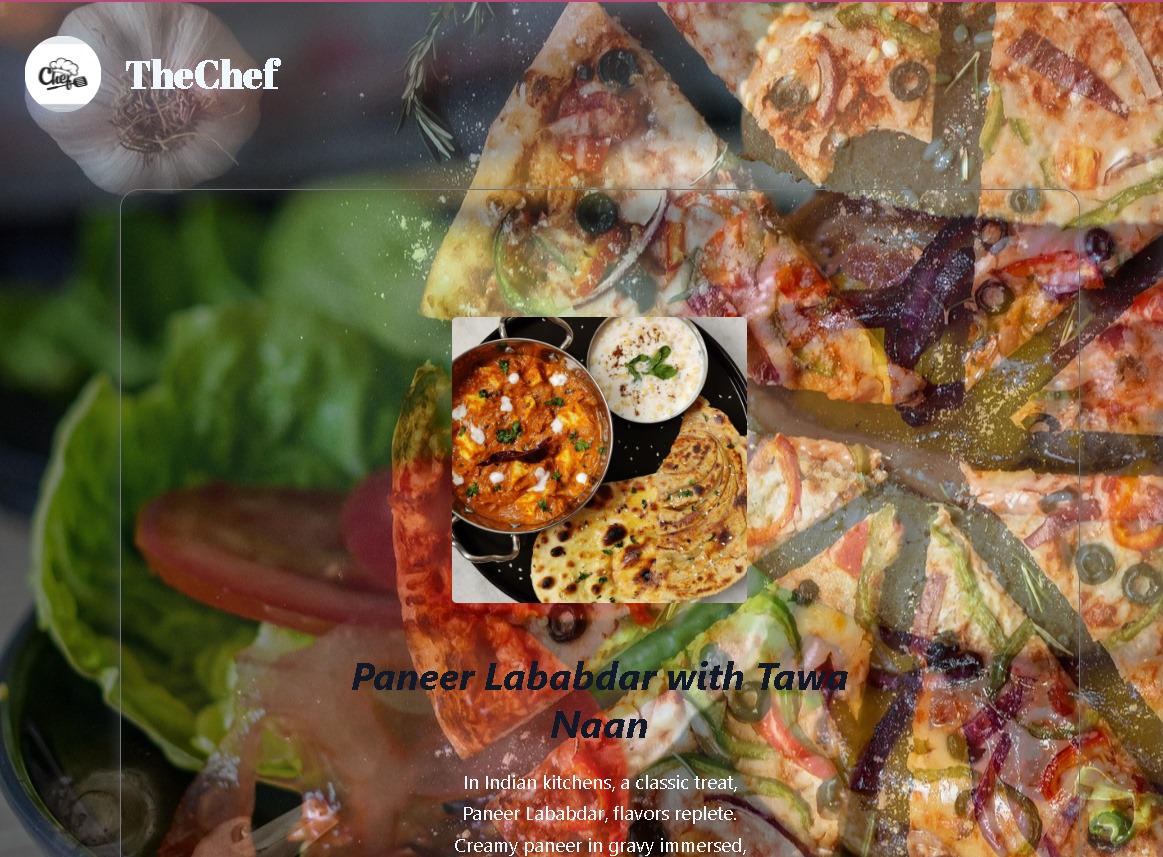 Chef
TheChef
Paneer Lababdar with Tawa
Naan
In Indian kitchens, a classic treat,
Paneer Lababdar, flavors replete.
Creamy paneer in gravy immersed,